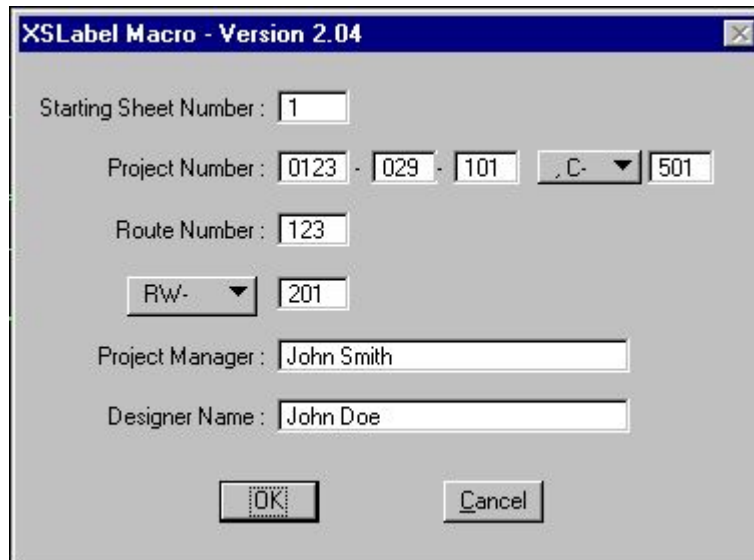 XSLabel Macro - Version 2.04
Starting Sheet Number : 1
Project Number : 0123 - 029 - 101 , C- 501
Route Number : 123
RW- 201
Project Manager : John Smith
Designer Name : John Doe
OK Cancel